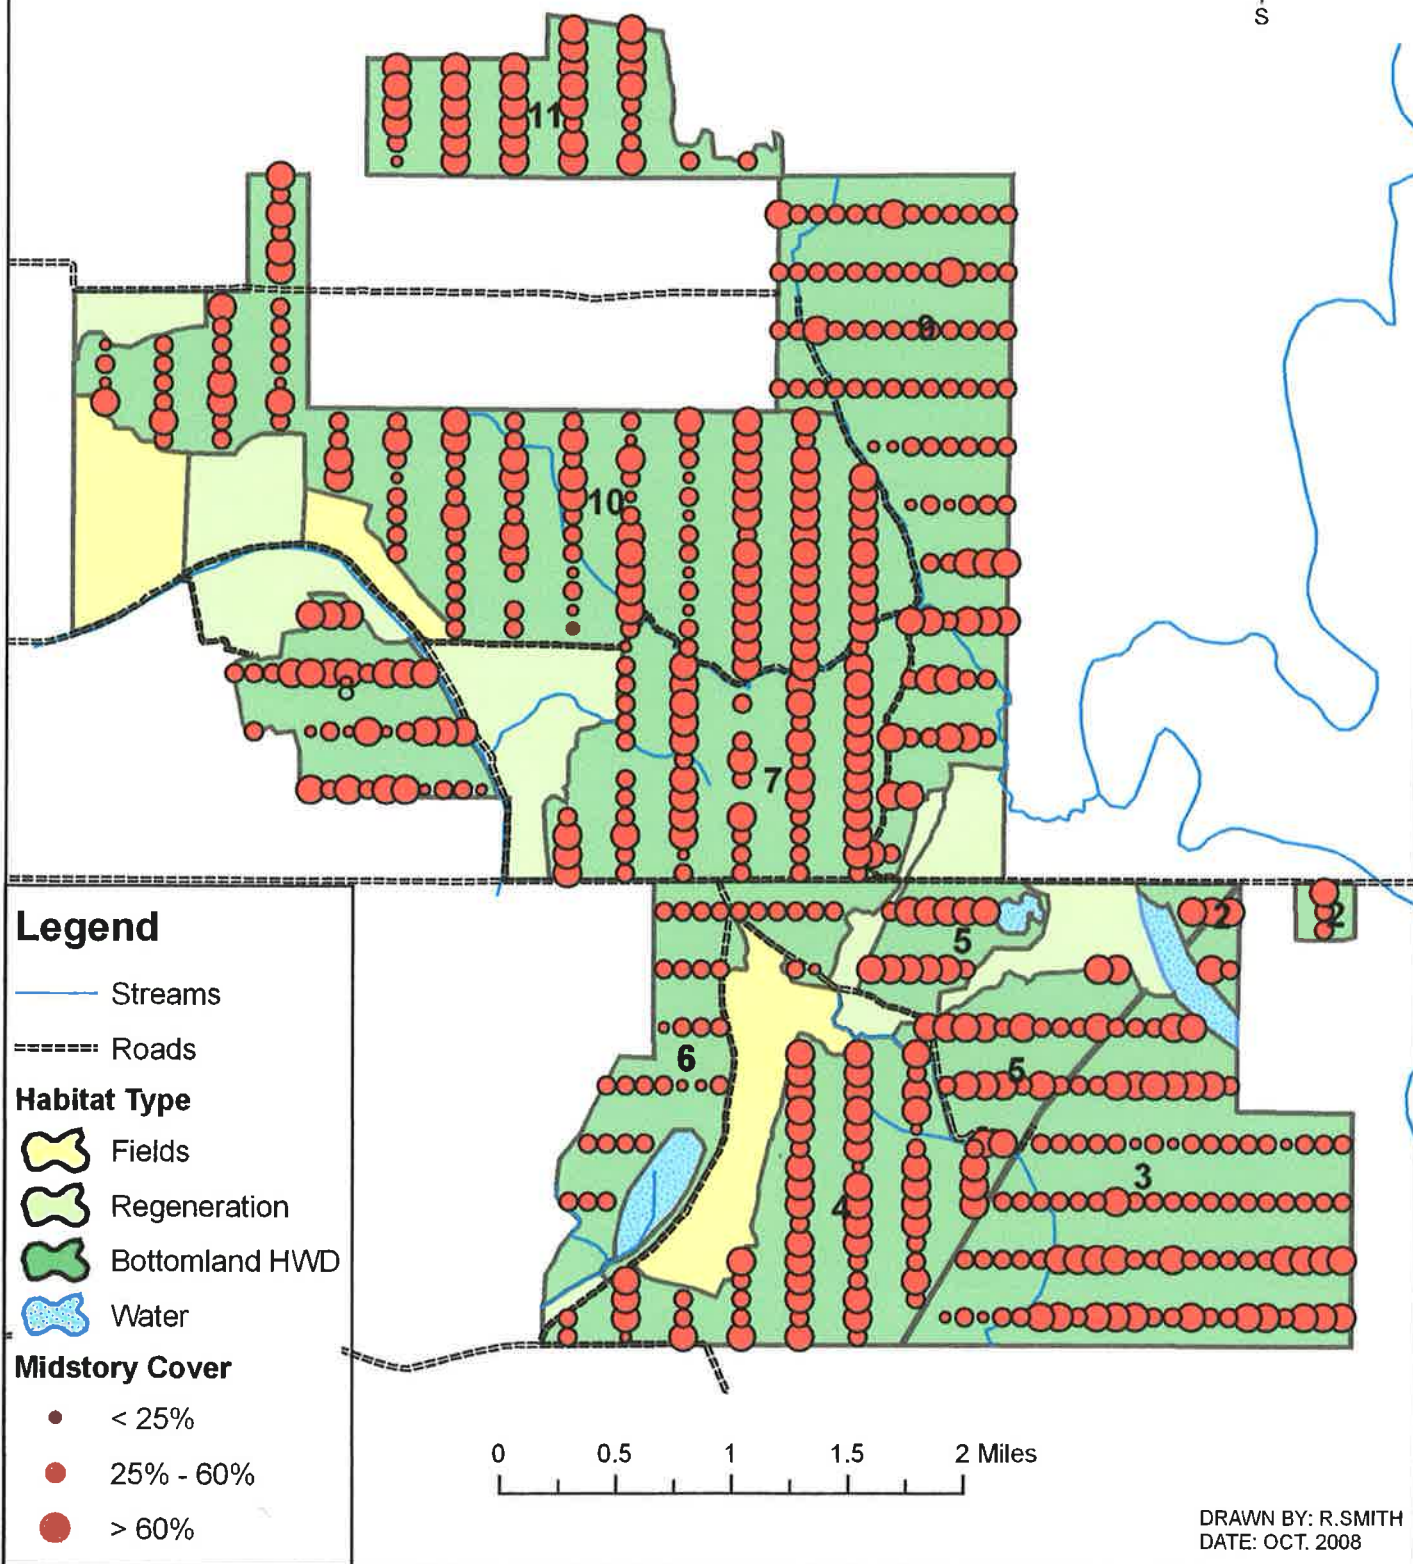 S
11
9
10
8
7
2
2
5
6
5
3
4
Legend
Streams
Roads
Habitat Type
Fields
Regeneration
Bottomland HWD
Water
Midstory Cover
< 25%
25% - 60%
> 60%
0 0.5 1 1.5 2 Miles
DRAWN BY: R.SMITH
DATE: OCT. 2008